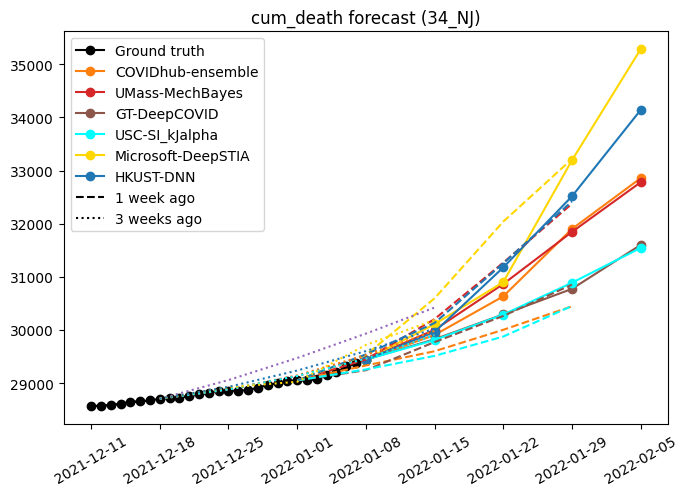 cum_death forecast (34_NJ)
Ground truth
COVIDhub-ensemble
UMass-MechBayes
GT-DeepCOVID
USC-SI_kJalpha
Microsoft-DeepSTIA
HKUST-DNN
1 week ago
3 weeks ago
35000
34000
33000
32000
31000
30000
29000
2021-12-11
2021-12-18
2021-12-25
2022-01-01
2022-01-08
2022-01-15
2022-01-22
2022-01-29
2022-02-05